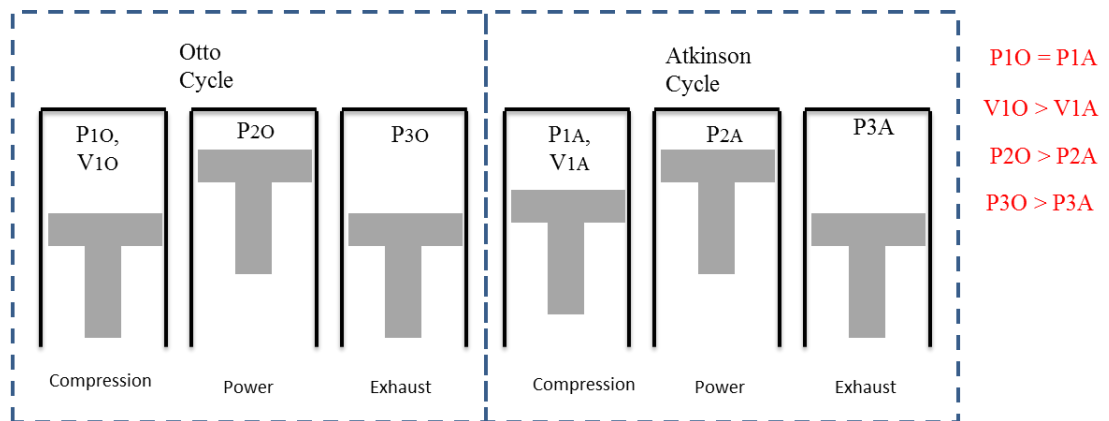 Otto
Cycle
P1O,
V1O
P2O
P3O
Compression
Power
Exhaust
Atkinson
Cycle
P1A,
V1A
P2A
P3A
Compression
Power
Exhaust
P1O = P1A
V1O > V1A
P2O > P2A
P3O > P3A